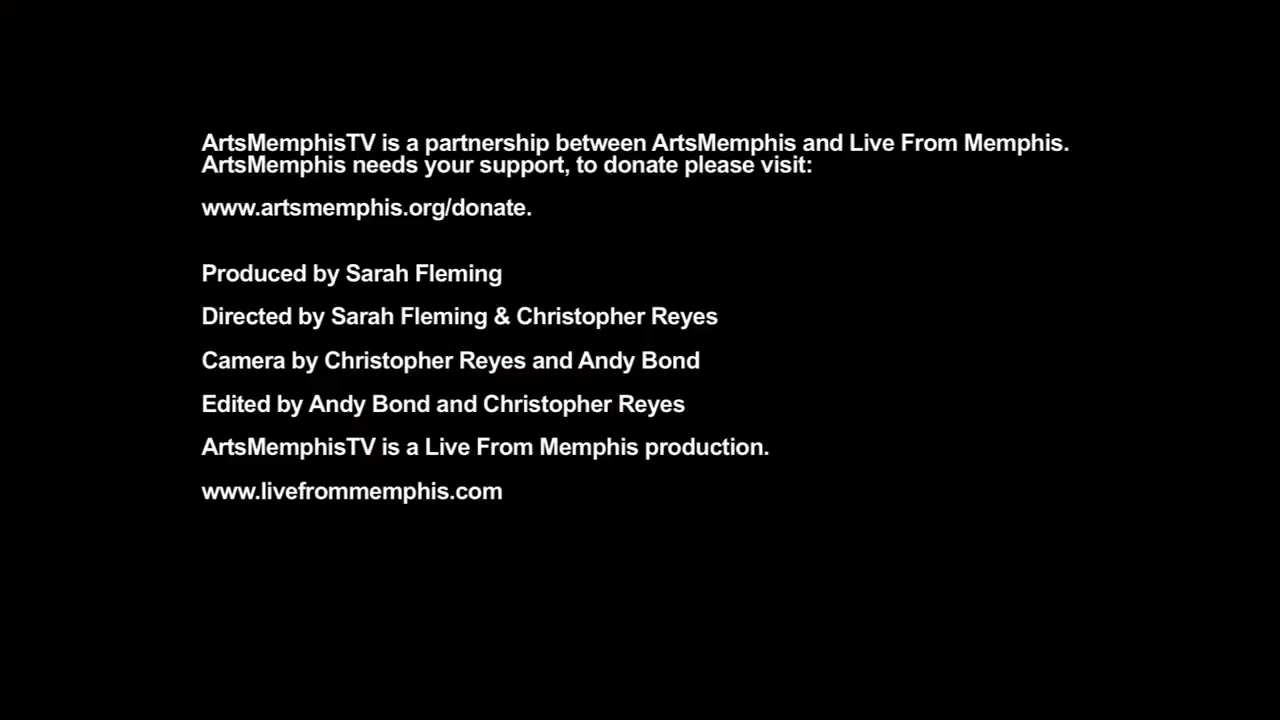 ArtsMemphisTV is a partnership between ArtsMemphis and Live From Memphis.
ArtsMemphis needs your support, to donate please visit:
www.artsmemphis.org/donate.
Produced by Sarah Fleming
Directed by Sarah Fleming & Christopher Reyes
Camera by Christopher Reyes and Andy Bond
Edited by Andy Bond and Christopher Reyes
ArtsMemphisTV is a Live From Memphis production.
www.livefrommemphis.com